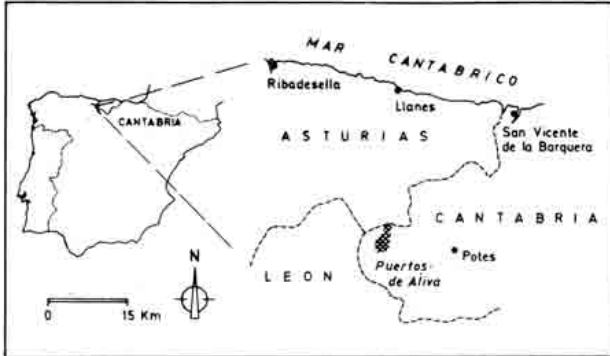 MAR CANTABRICO
Ribadesella
Llanes
CANTABRIA
San Vicente
de la Barquera
ASTURIAS
CANTABRIA
Potes
Puertos
de Aliva
LEON
N
0 15 Km